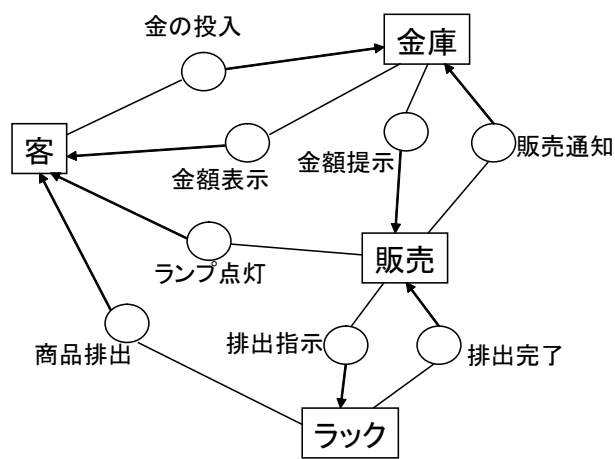 金の投入
金庫
客
金額表示
金額提示
販売通知
ランプ点灯
販売
商品排出
排出指示
排出完了
ラック